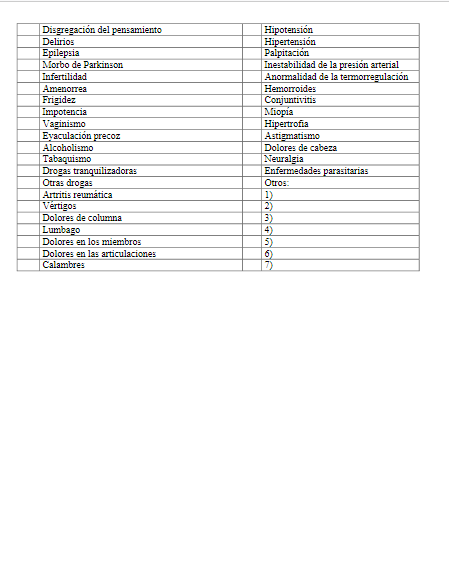 Disgregación del pensamiento
Hipotensión
Delirios
Hipertensión
Epilepsia
Palpitación
Morbo de Parkinson
Inestabilidad de la presión arterial
Infertilidad
Anormalidad de la termorregulación
Amenorrea
Hemorroides
Frigidez
Conjuntivitis
Impotencia
Miopía
Vaginismo
Hipertrofia
Eyaculación precoz
Astigmatismo
Alcoholismo
Dolores de cabeza
Tabaquismo
Neuralgia
Drogas tranquilizadoras
Enfermedades parasitarias
Otras drogas
Otros:
Artritis reumática
1)
Vértigos
2)
Dolores de columna
3)
Lumbago
4)
Dolores en los miembros
5)
Dolores en las articulaciones
6)
Calambres
7)